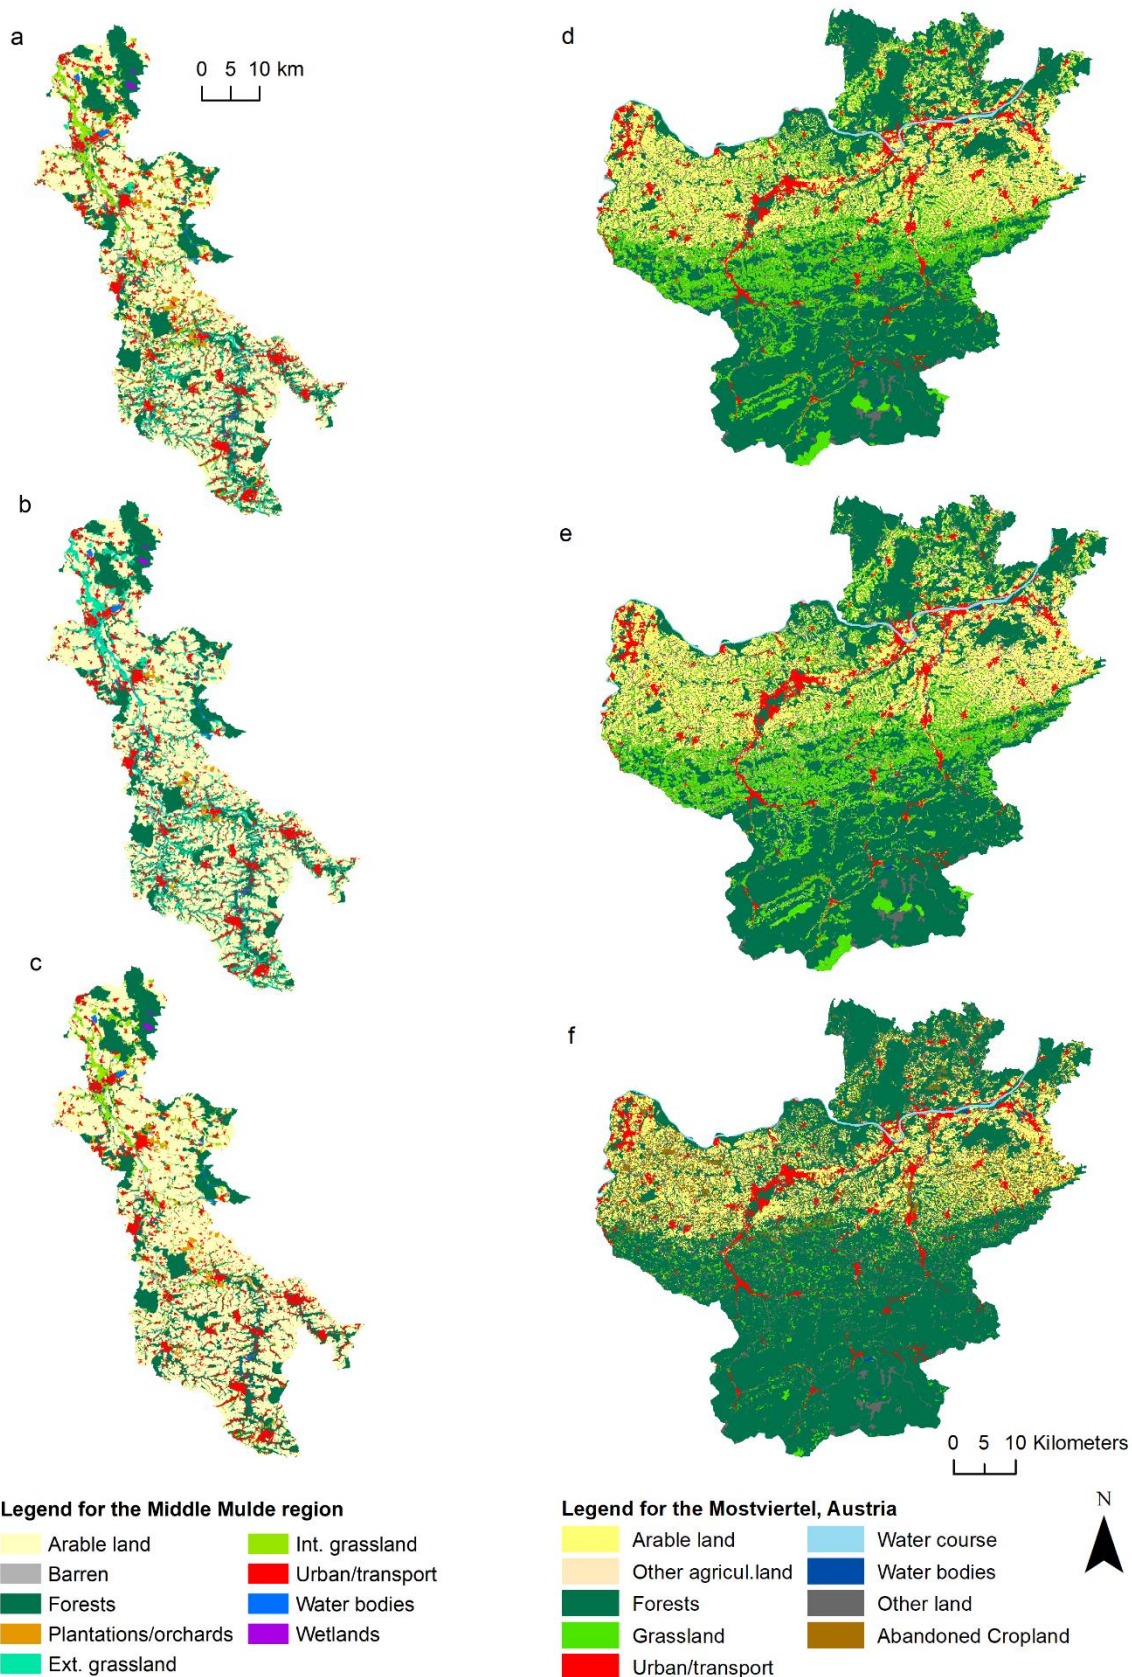 a
0 5 10 km
d
b
e
c
f
0 5 10 Kilometers
N
Legend for the Middle Mulde region
Arable land
Barren
Forests
Plantations/orchards
Ext. grassland
Int. grassland
Urban/transport
Water bodies
Wetlands
Legend for the Mostviertel, Austria
Arable land
Other agricul.land
Forests
Grassland
Urban/transport
Water course
Water bodies
Other land
Abandoned Cropland